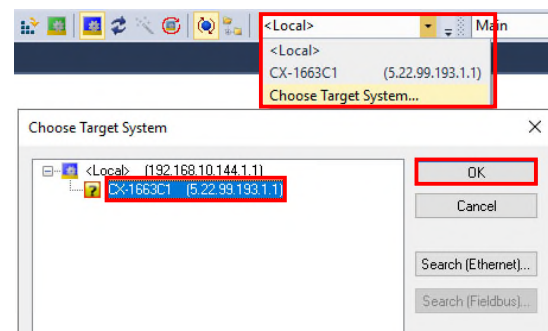 <Local> Main
<Local>
CX-1663C1 (5.22.99.193.1.1)
Choose Target System...
Choose Target System
<Local> (192.168.10.144.1.1)
OK
CX-1663C1 (5.22.99.193.1.1)
Cancel
Search (Ethernet)...
Search (Fieldbus)...